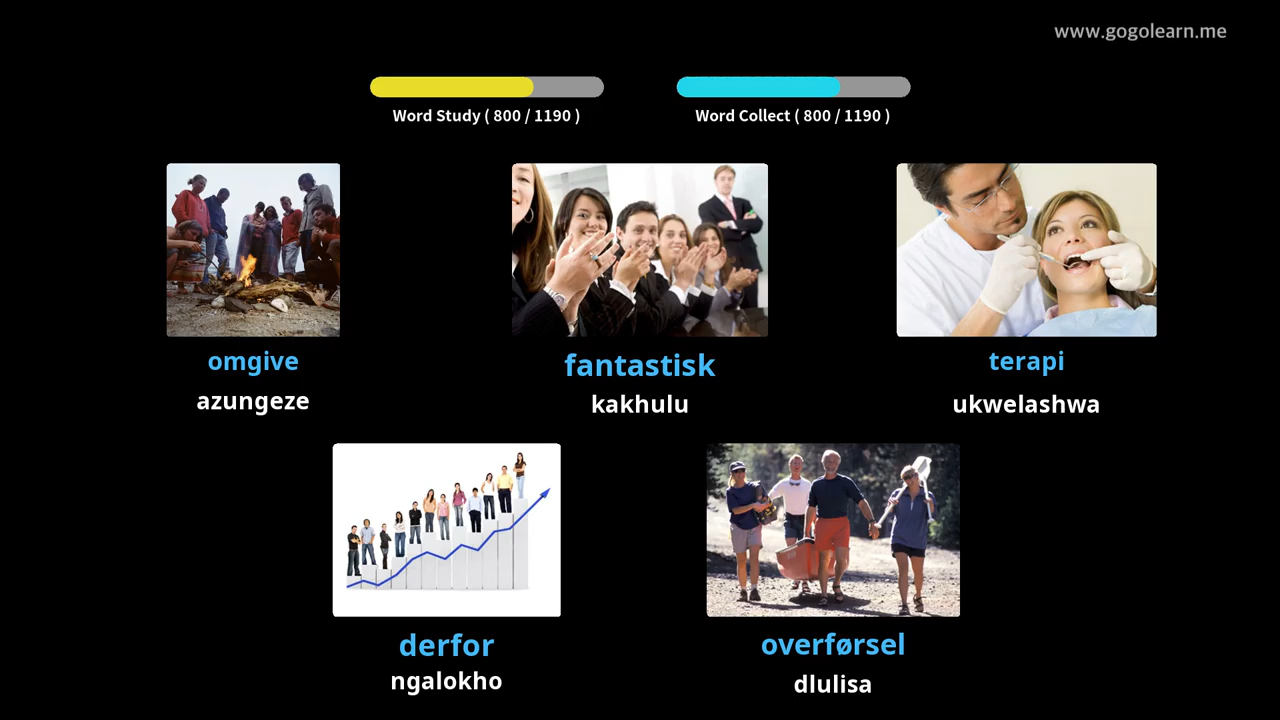 www.gogolearn.me
Word Study ( 800 / 1190 )
Word Collect ( 800 / 1190 )
omgive
azungeze
fantastisk
kakhulu
terapi
ukwelashwa
derfor
ngalokho
overførsel
dlulisa